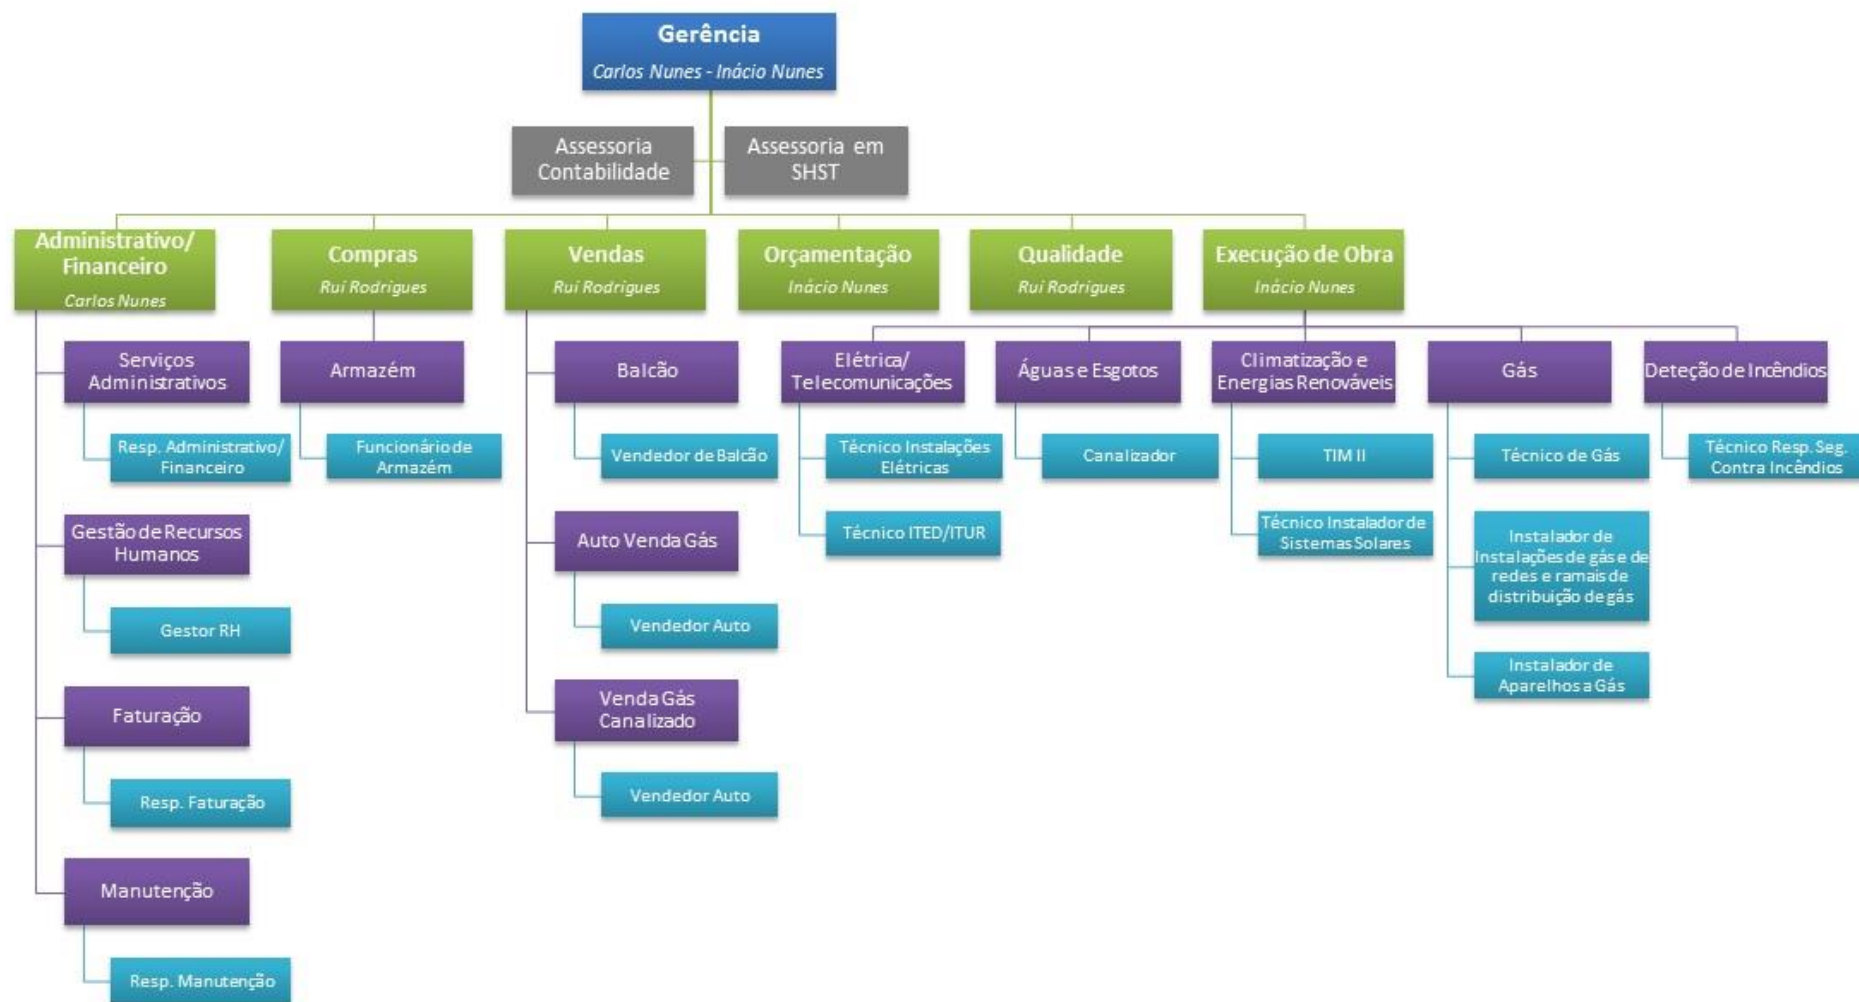 Gerência
Carlos Nunes - Inácio Nunes
Assessoria
Contabilidade
Assessoria em
SHST
Administrativo/
Financeiro
Carlos Nunes
Compras
Rui Rodrigues
Vendas
Rui Rodrigues
Orçamentação
Inácio Nunes
Qualidade
Rui Rodrigues
Execução de Obra
Inácio Nunes
Serviços
Administrativos
Resp. Administrativo/
Financeiro
Gestão de Recursos
Humanos
Gestor RH
Faturação
Resp. Faturação
Manutenção
Resp. Manutenção
Armazém
Funcionário de
Armazém
Balcão
Vendedor de Balcão
Auto Venda Gás
Vendedor Auto
Venda Gás
Canalizado
Vendedor Auto
Elétrica/
Telecomunicações
Técnico Instalações
Elétricas
Técnico ITED/ITUR
Águas e Esgotos
Canalizador
Climatização e
Energias Renováveis
TIM II
Técnico Instalador de
Sistemas Solares
Gás
Técnico de Gás
Instalador de
Instalações de gás e de
redes e ramais de
distribuição de gás
Instalador de
Aparelhos a Gás
Deteção de Incêndios
Técnico Resp. Seg.
Contra Incêndios